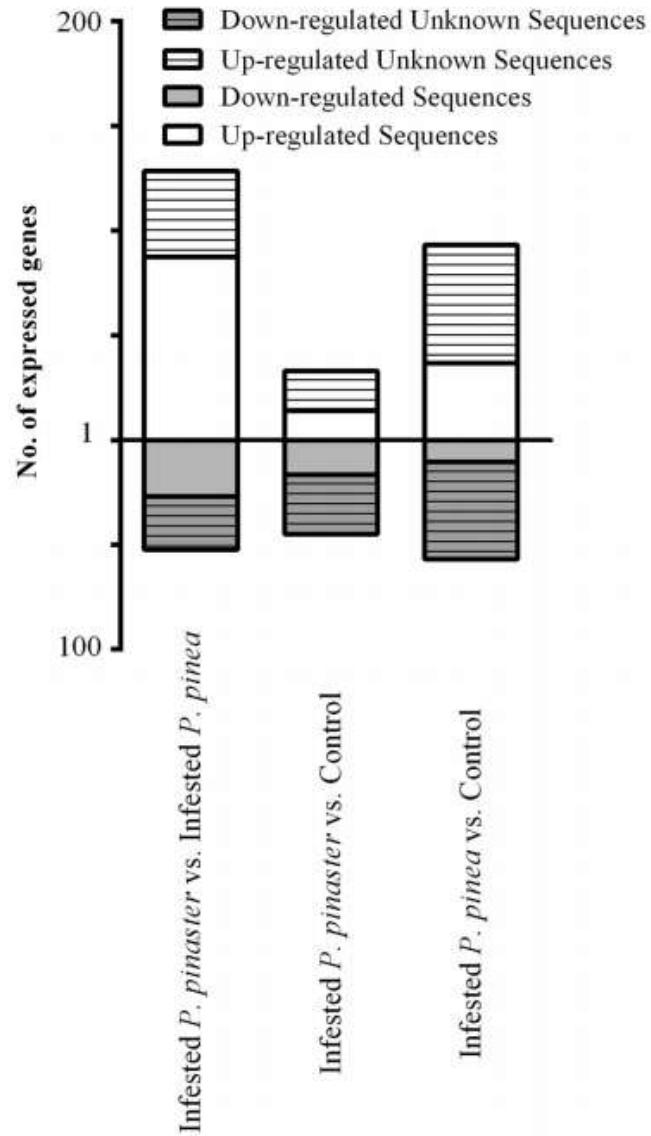 200
Down-regulated Unknown Sequences
Up-regulated Unknown Sequences
Down-regulated Sequences
Up-regulated Sequences
No. of expressed genes
1
100
Infested P. pinaster vs. Infested P. pinea
Infested P. pinaster vs. Control
Infested P. pinea vs. Control